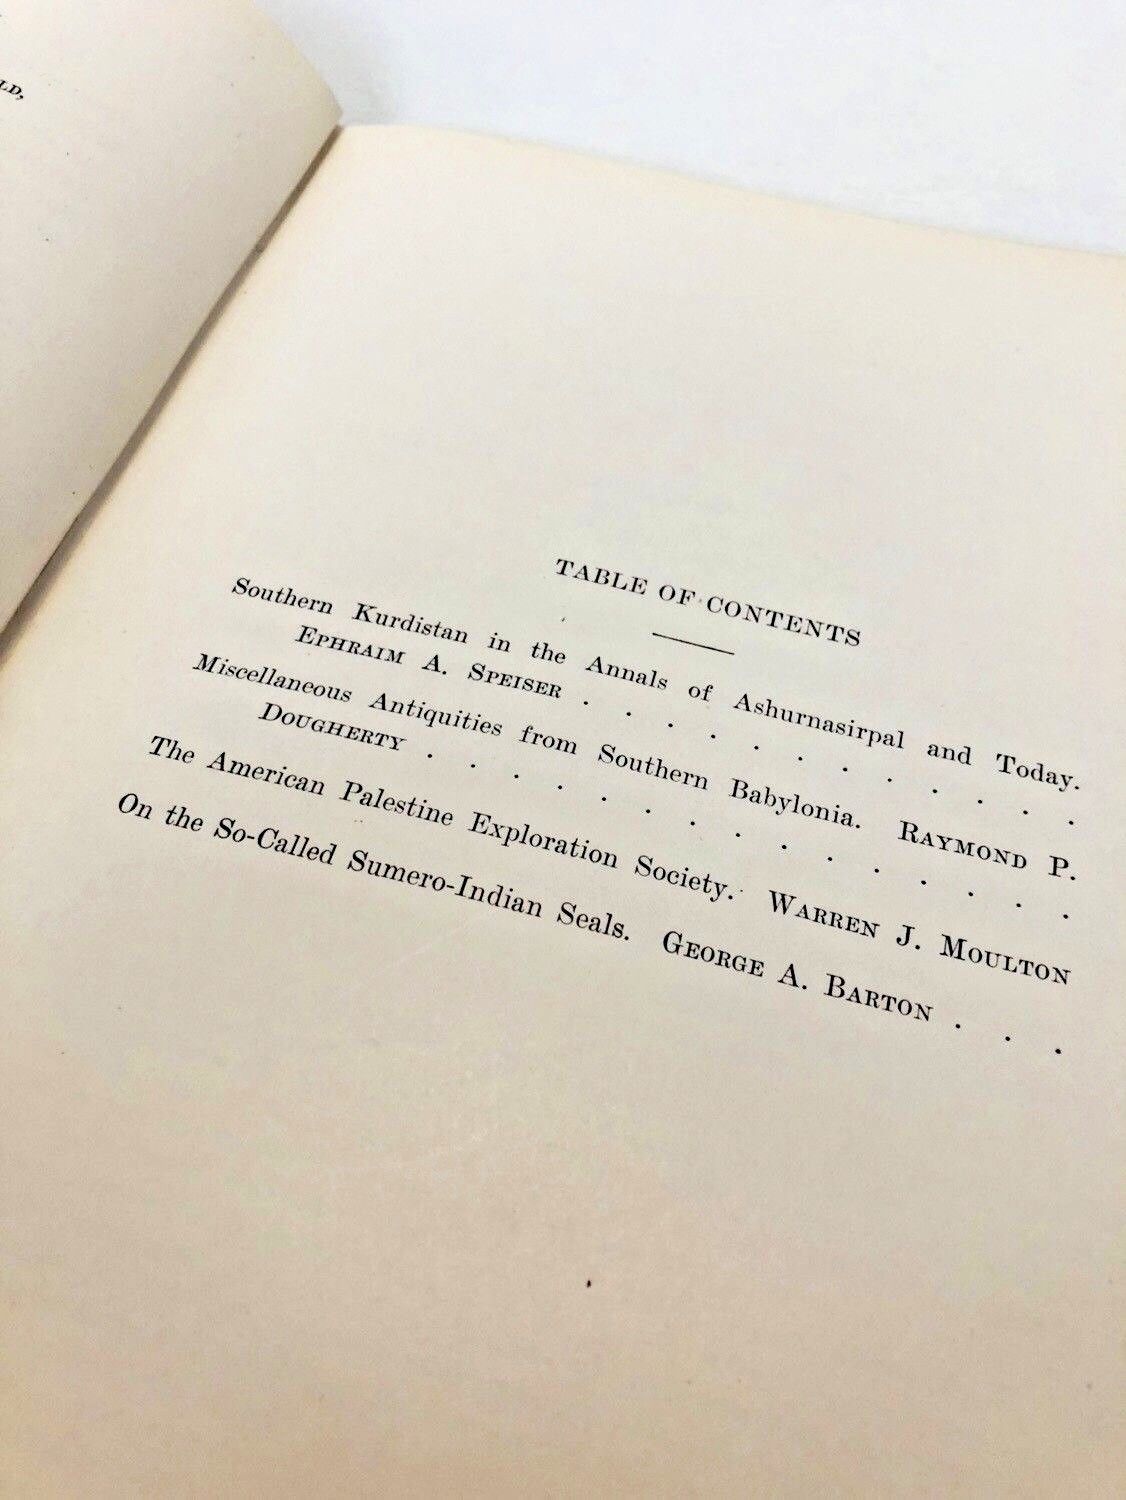 LD,
TABLE OF CONTENTS
Southern Kurdistan in the Annals of Ashurnasirpal and Today.
EPHRAIM A. SPEISER . . . . . . . . . . . .
Miscellaneous Antiquities from Southern Babylonia. RAYMOND P.
DOUGHERTY . . . . . . . . . . . . . . .
The American Palestine Exploration Society. WARREN J. MOULTON
On the So-Called Sumero-Indian Seals. GEORGE A. BARTON . . .